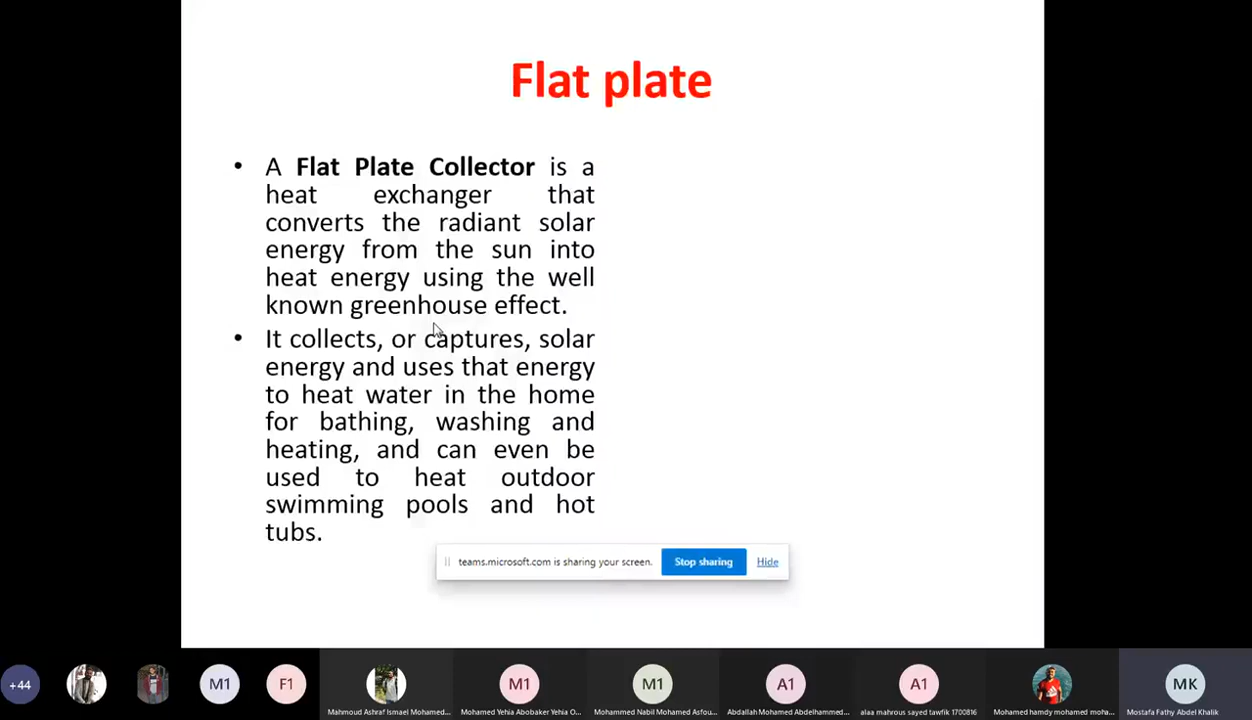 Flat plate
• A Flat Plate Collector is a
heat exchanger that
converts the radiant solar
energy from the sun into
heat energy using the well
known greenhouse effect.
• It collects, or captures, solar
energy and uses that energy
to heat water in the home
for bathing, washing and
heating, and can even be
used to heat outdoor
swimming pools and hot
tubs.
teams.microsoft.com is sharing your screen. Stop sharing Hide
+44 M1 F1 M1 M1 A1 A1 MK
Mahmoud Ashraf Ismael Mohamed... Mohamed Yehia Abobaker Yehia O... Mohammed Nabil Mohamed Asfou... Abdallah Mohamed Abdelhammed... alaa mahrous sayed tawfik 1700816 Mohamed hamdy mohamed moha... Mostafa Fathy Abdel Khalik